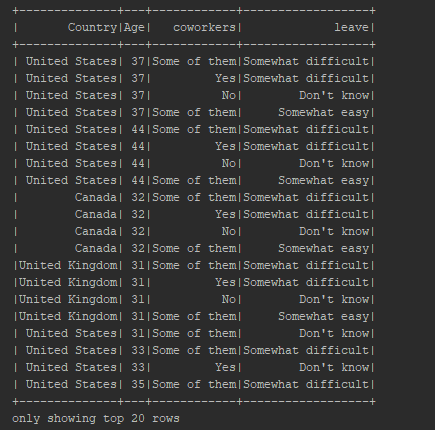 +--------------+---+------------+------------------+
|       Country|Age|   coworkers|             leave|
+--------------+---+------------+------------------+
| United States| 37|Some of them|Somewhat difficult|
| United States| 37|         Yes|Somewhat difficult|
| United States| 37|          No|        Don't know|
| United States| 37|Some of them|     Somewhat easy|
| United States| 44|Some of them|Somewhat difficult|
| United States| 44|         Yes|Somewhat difficult|
| United States| 44|          No|        Don't know|
| United States| 44|Some of them|     Somewhat easy|
|        Canada| 32|Some of them|Somewhat difficult|
|        Canada| 32|         Yes|Somewhat difficult|
|        Canada| 32|          No|        Don't know|
|        Canada| 32|Some of them|     Somewhat easy|
|United Kingdom| 31|Some of them|Somewhat difficult|
|United Kingdom| 31|         Yes|Somewhat difficult|
|United Kingdom| 31|          No|        Don't know|
|United Kingdom| 31|Some of them|     Somewhat easy|
| United States| 31|Some of them|        Don't know|
| United States| 33|Some of them|Somewhat difficult|
| United States| 33|         Yes|        Don't know|
| United States| 35|Some of them|Somewhat difficult|
+--------------+---+------------+------------------+
only showing top 20 rows